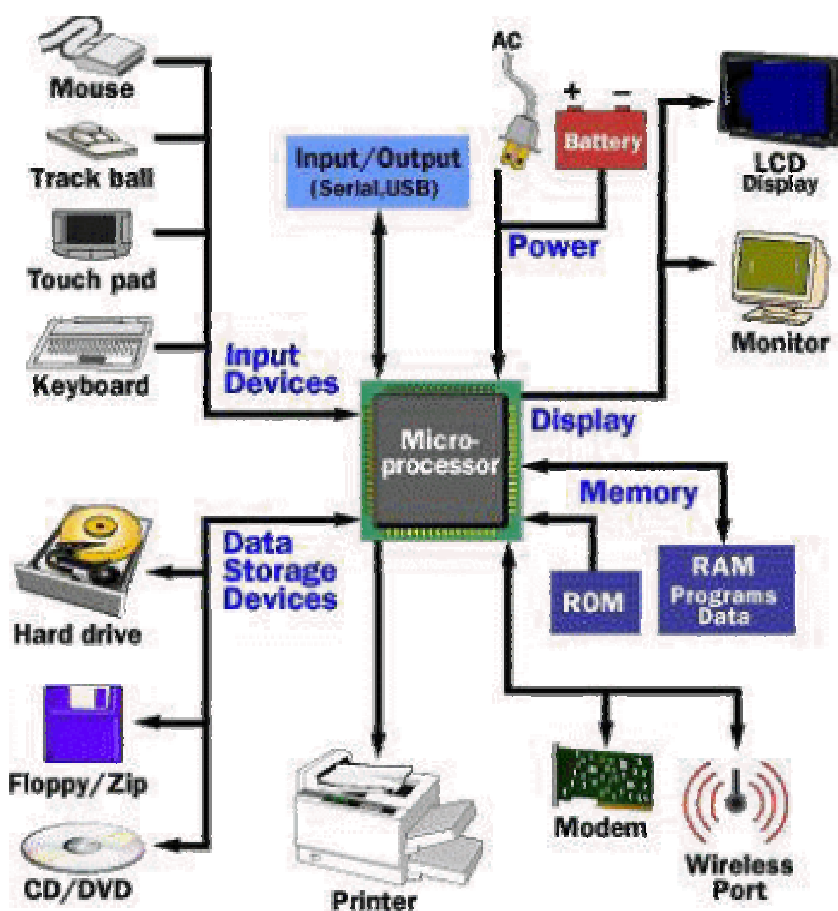 Mouse
Track ball
Touch pad
Keyboard
Input
Devices
Input/Output
(Serial,USB)
AC
+ −
Battery
Power
LCD
Display
Monitor
Display
Micro-
processor
Memory
ROM
RAM
Programs
Data
Data
Storage
Devices
Hard drive
Floppy/Zip
CD/DVD
Printer
Modem
Wireless
Port